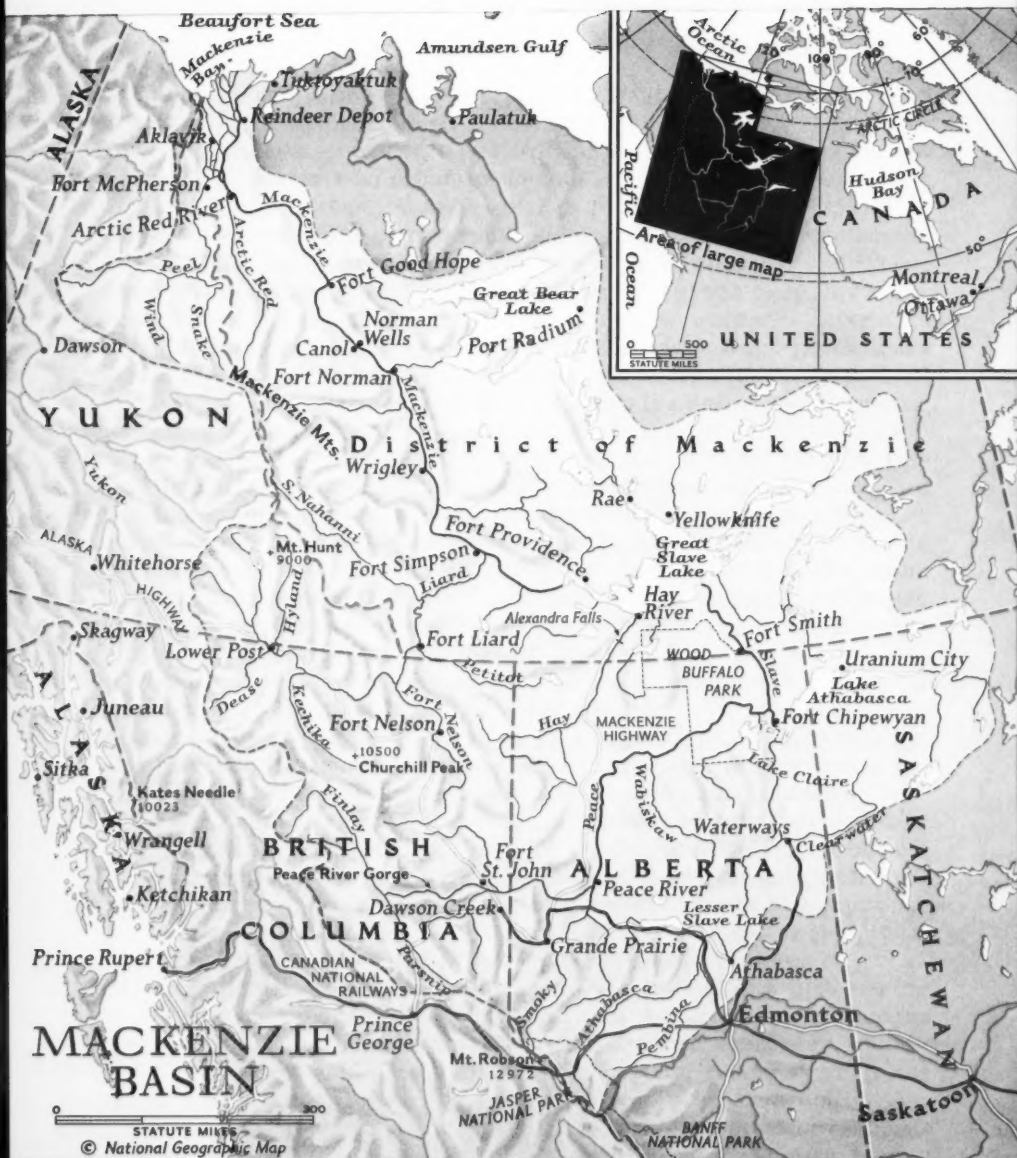 Beaufort Sea
Mackenzie
Bay
Amundsen Gulf
Tuktoyaktuk
Reindeer Depot
Paulatuk
ALASKA
Aklavik
Fort McPherson
Arctic Red River
Mackenzie
Arctic Red
Peel
Wind
Snake
Fort Good Hope
Great Bear
Lake
Port Radium
Norman
Wells
Canol
Fort Norman
Dawson
Mackenzie Mts.
Mackenzie
YUKON
District of Mackenzie
Wrigley
Yukon
S. Nahanni
Rae
Yellowknife
Great
Slave
Lake
Fort Providence
Fort Simpson
Liard
ALASKA
HIGHWAY
Whitehorse
Mt. Hunt
9000
Hyland
Hay
River
Alexandra Falls
Fort Liard
Fort Smith
Skagway
Lower Post
Petitot
WOOD
BUFFALO
PARK
Slave
Uranium City
Lake
Athabasca
ALASKA
Juneau
Dease
Kechika
Fort Nelson
Fort Nelson
10500
Churchill Peak
Hay
MACKENZIE
HIGHWAY
Fort Chipewyan
Lake Claire
SASKATCHEWAN
Sitka
Kates Needle
10023
Wrangell
Finlay
Peace
Wabiskaw
Waterways
Clearwater
BRITISH
COLUMBIA
Peace River Gorge
Fort
St. John
ALBERTA
Peace River
Lesser
Slave Lake
Ketchikan
Dawson Creek
Grande Prairie
Prince Rupert
CANADIAN
NATIONAL
RAILWAYS
Parsnip
Athabasca
Smoky
Athabasca
Pembina
Edmonton
Prince
George
Mt. Robson
12972
JASPER
NATIONAL PARK
BANFF
NATIONAL PARK
Saskatoon
MACKENZIE
BASIN
0 300
STATUTE MILES
© National Geographic Map
Arctic
Ocean
120°
100°
80°
60°
70°
ARCTIC CIRCLE
Pacific
Ocean
Hudson
Bay
CANADA
Area of large map
50°
Montreal
Ottawa
UNITED STATES
0 500
STATUTE MILES